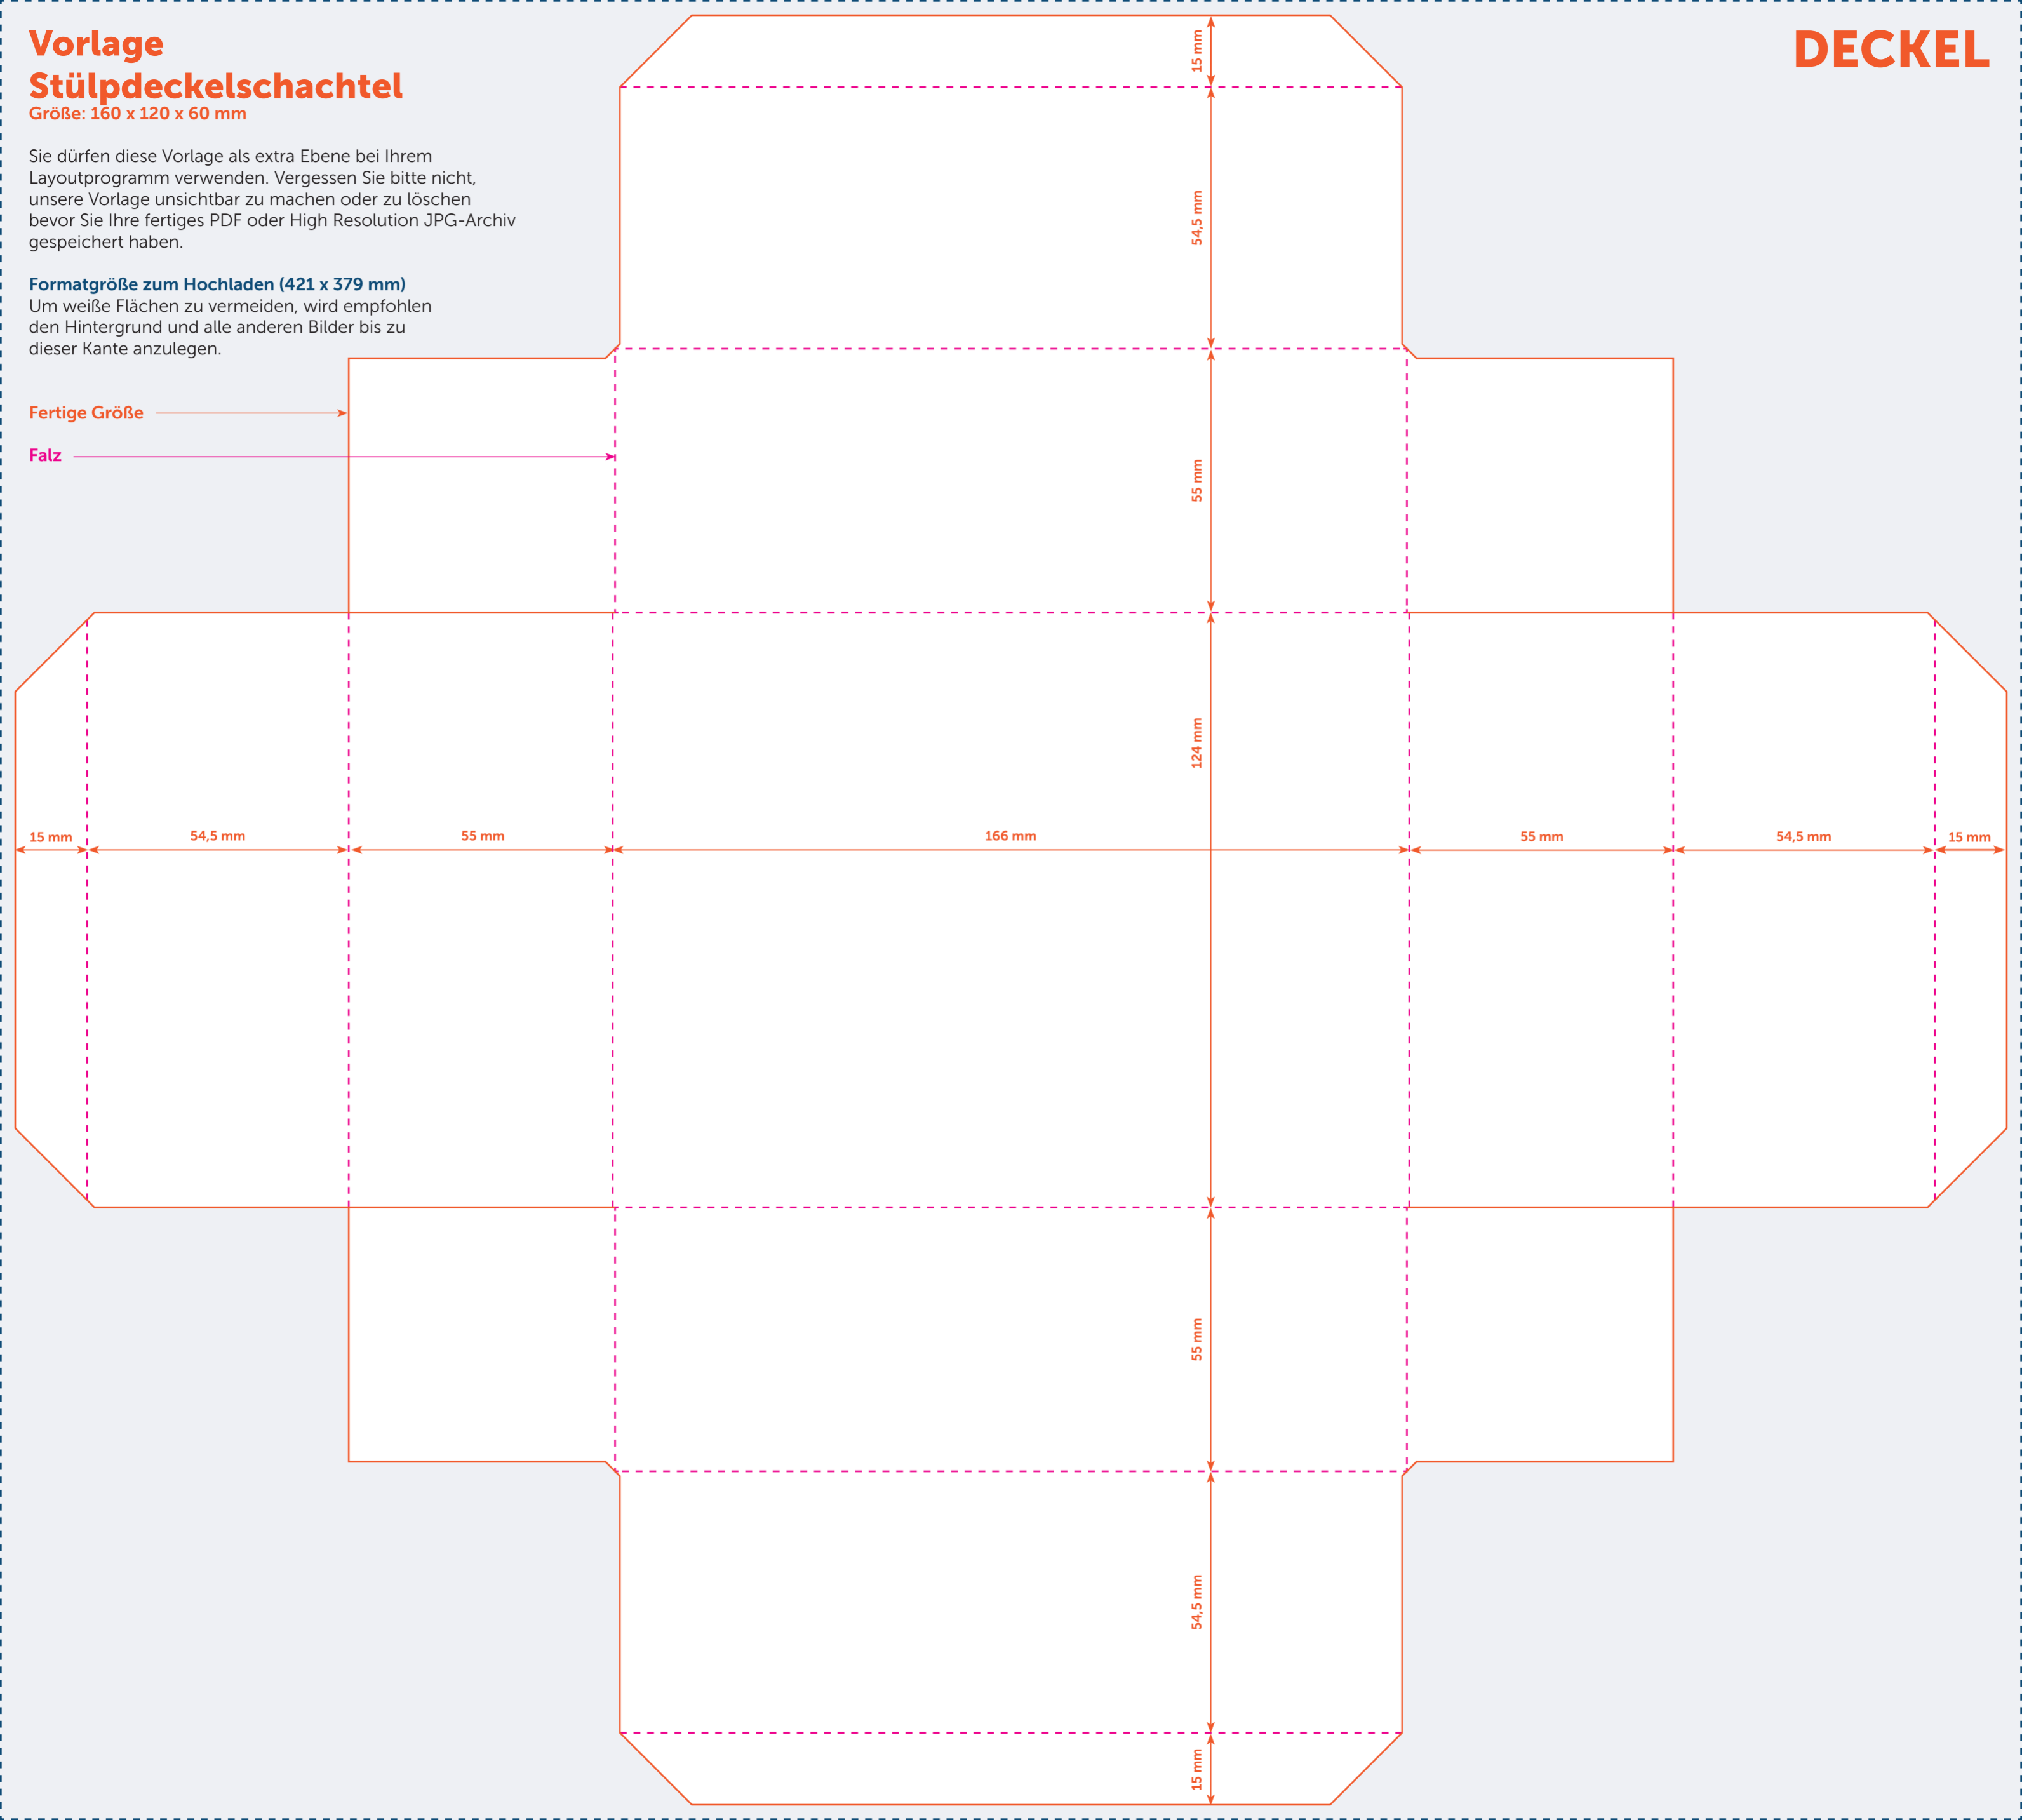 Vorlage
Stülpdeckelschachtel
Größe: 160 x 120 x 60 mm
DECKEL
Sie dürfen diese Vorlage als extra Ebene bei Ihrem
Layoutprogramm verwenden. Vergessen Sie bitte nicht,
unsere Vorlage unsichtbar zu machen oder zu löschen
bevor Sie Ihre fertiges PDF oder High Resolution JPG-Archiv
gespeichert haben.
Formatgröße zum Hochladen (421 x 379 mm)
Um weiße Flächen zu vermeiden, wird empfohlen
den Hintergrund und alle anderen Bilder bis zu
dieser Kante anzulegen.
Fertige Größe
Falz
15 mm
54,5 mm
55 mm
124 mm
15 mm
54,5 mm
55 mm
166 mm
55 mm
54,5 mm
15 mm
55 mm
54,5 mm
15 mm